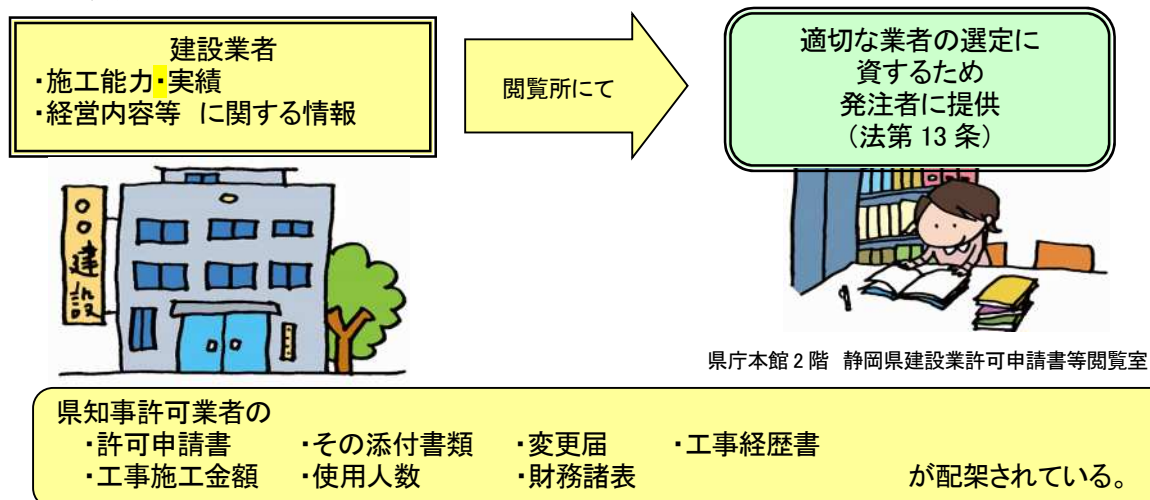 建設業者
・施工能力・実績
・経営内容等 に関する情報
閲覧所にて
適切な業者の選定に
資するため
発注者に提供
（法第 13 条）
○○建設
県庁本館 2 階 静岡県建設業許可申請書等閲覧室
県知事許可業者の
・許可申請書 ・その添付書類 ・変更届 ・工事経歴書
・工事施工金額 ・使用人数 ・財務諸表 が配架されている。